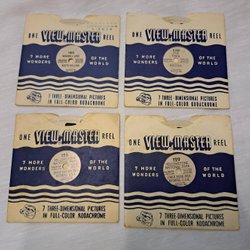 ONE VIEW-MASTER REEL
7 MORE WONDERS OF THE WORLD
7 THREE-DIMENSIONAL PICTURES
IN FULL-COLOR KODACHROME
ONE VIEW-MASTER REEL
7 MORE WONDERS OF THE WORLD
7 THREE-DIMENSIONAL PICTURES
IN FULL-COLOR KODACHROME
ONE VIEW-MASTER REEL
7 MORE WONDERS OF THE WORLD
7 THREE-DIMENSIONAL PICTURES
IN FULL-COLOR KODACHROME
ONE VIEW-MASTER REEL
7 MORE WONDERS OF THE WORLD
7 THREE-DIMENSIONAL PICTURES
IN FULL-COLOR KODACHROME